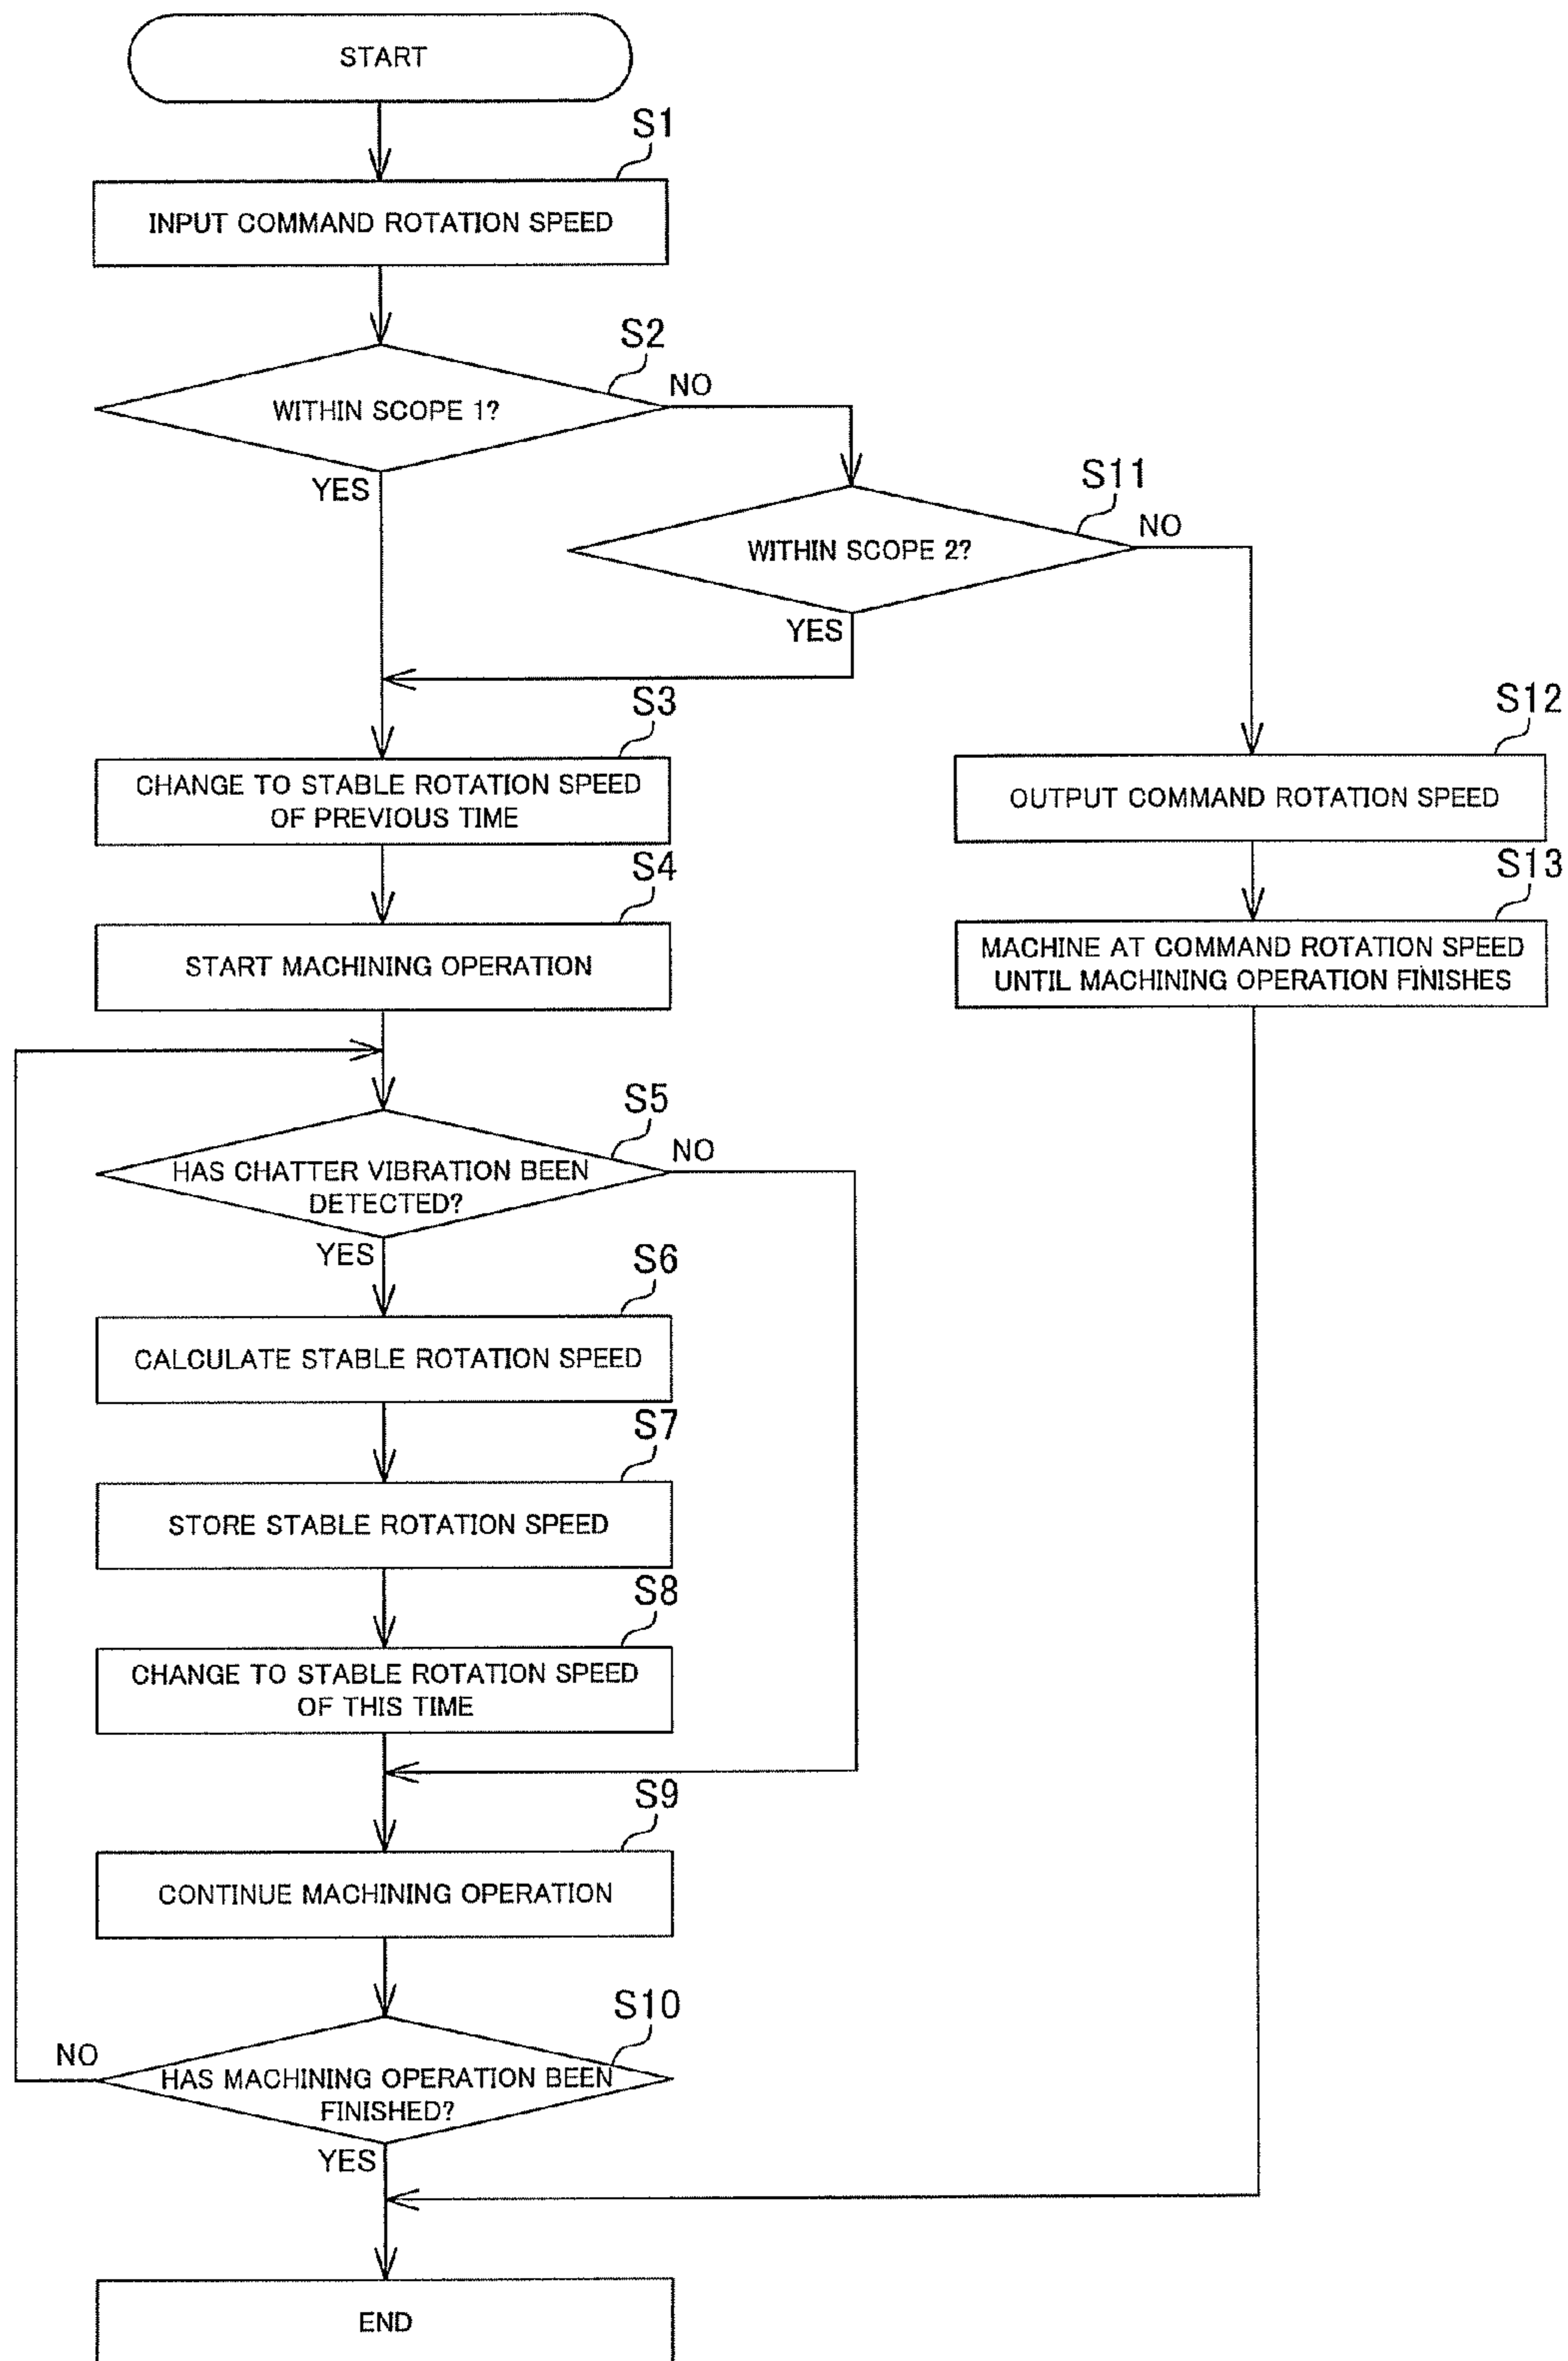 START
S1
INPUT COMMAND ROTATION SPEED
S2
WITHIN SCOPE 1?
NO
YES
S11
WITHIN SCOPE 2?
NO
YES
S3
CHANGE TO STABLE ROTATION SPEED
OF PREVIOUS TIME
S12
OUTPUT COMMAND ROTATION SPEED
S4
START MACHINING OPERATION
S13
MACHINE AT COMMAND ROTATION SPEED
UNTIL MACHINING OPERATION FINISHES
S5
HAS CHATTER VIBRATION BEEN
DETECTED?
NO
YES
S6
CALCULATE STABLE ROTATION SPEED
S7
STORE STABLE ROTATION SPEED
S8
CHANGE TO STABLE ROTATION SPEED
OF THIS TIME
S9
CONTINUE MACHINING OPERATION
S10
HAS MACHINING OPERATION BEEN
FINISHED?
NO
YES
END